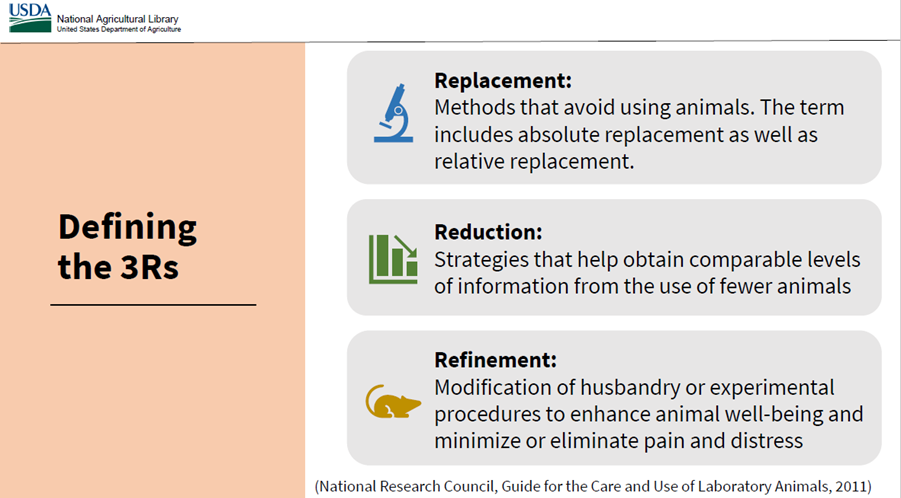 USDA
National Agricultural Library
United States Department of Agriculture
Defining
the 3Rs
Replacement:
Methods that avoid using animals. The term
includes absolute replacement as well as
relative replacement.
Reduction:
Strategies that help obtain comparable levels
of information from the use of fewer animals
Refinement:
Modification of husbandry or experimental
procedures to enhance animal well-being and
minimize or eliminate pain and distress
(National Research Council, Guide for the Care and Use of Laboratory Animals, 2011)